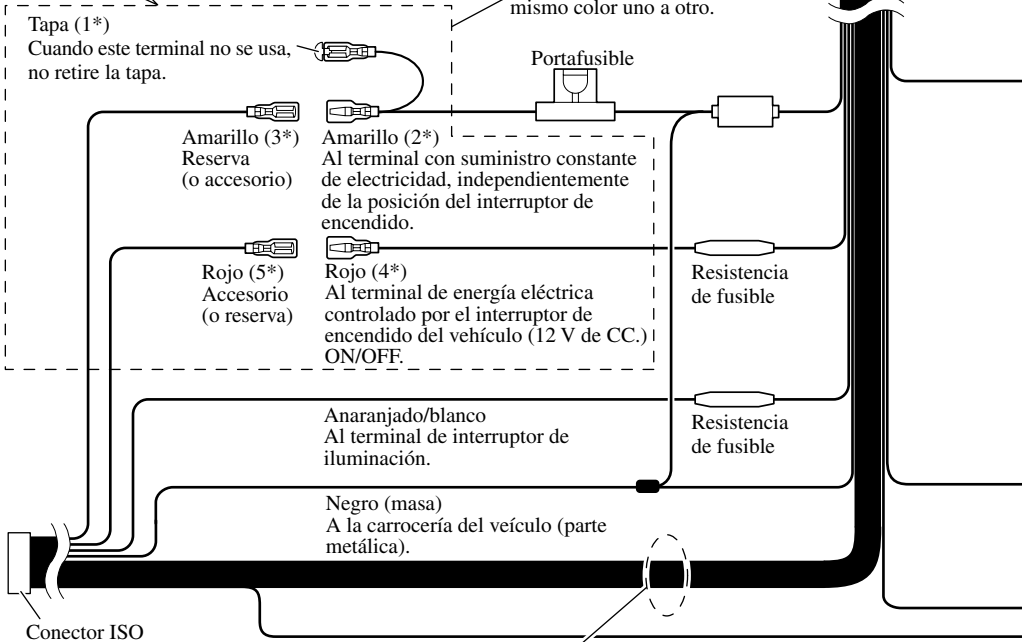 mismo color uno a otro.
Tapa (1*)
Cuando este terminal no se usa,
no retire la tapa.
Portafusible
Amarillo (3*)
Reserva
(o accesorio)
Amarillo (2*)
Al terminal con suministro constante
de electricidad, independientemente
de la posición del interruptor de
encendido.
Rojo (5*)
Accesorio
(o reserva)
Rojo (4*)
Al terminal de energía eléctrica
controlado por el interruptor de
encendido del vehículo (12 V de CC.)
ON/OFF.
Resistencia
de fusible
Anaranjado/blanco
Al terminal de interruptor de
iluminación.
Resistencia
de fusible
Negro (masa)
A la carrocería del veículo (parte
metálica).
Conector ISO